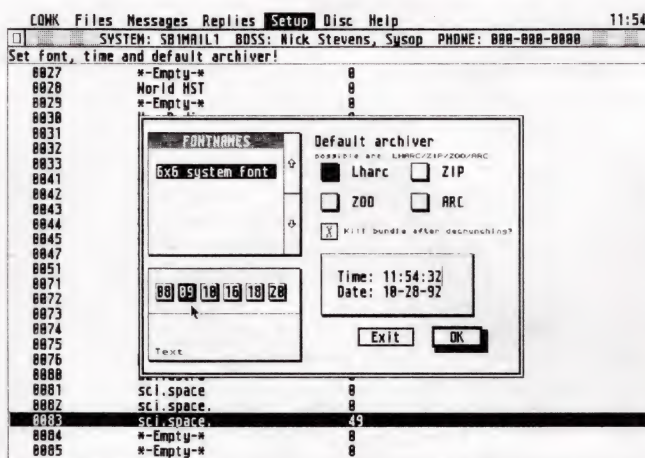 COWK Files Messages Replies Setup Disc Help 11:54
SYSTEM: SB1MAIL1 BOSS: Nick Stevens, Sysop PHONE: 000-000-0000
Set font, time and default archiver!
0027 *-Empty-* 0
0028 World HST 0
0029 *-Empty-* 0
0030
0031
0032
0033
0041
0042
0043
0044
0045
0047
0051
0071
0072
0073
0074
0075
0076
0080
0081 sci.space 0
0082 sci.space. 0
0083 sci.space. 49
0084 *-Empty-* 0
0085 *-Empty-* 0
FONTNAMES
6x6 system font
08 09 10 16 18 20
Text
Default archiver
possible are: LHARC/ZIP/ZOO/ARC
Lharc ZIP
ZOO ARC
X Kill bundle after decrunching?
Time: 11:54:32
Date: 10-28-92
Exit OK